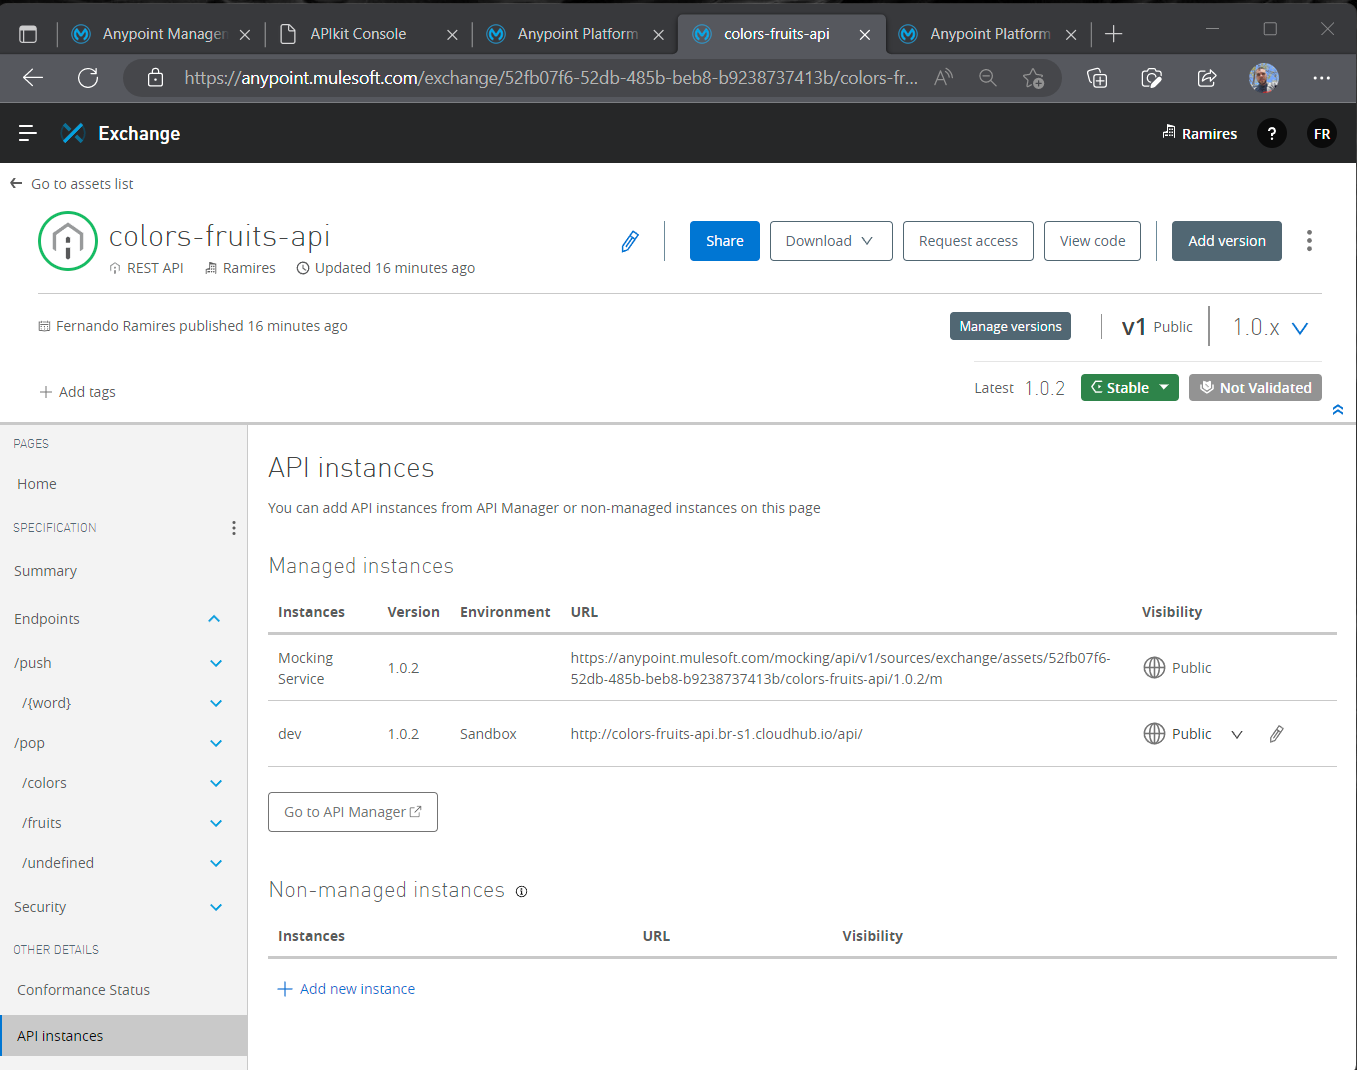 Anypoint Manager
APIkit Console
Anypoint Platform
colors-fruits-api
Anypoint Platform
https://anypoint.mulesoft.com/exchange/52fb07f6-52db-485b-beb8-b9238737413b/colors-fr...
Exchange
Ramires
?
FR
Go to assets list
colors-fruits-api
Share
Download
Request access
View code
Add version
REST API
Ramires
Updated 16 minutes ago
Fernando Ramires published 16 minutes ago
Manage versions
v1 Public
1.0.x
Add tags
Latest 1.0.2
Stable
Not Validated
PAGES
Home
SPECIFICATION
Summary
Endpoints
/push
/{word}
/pop
/colors
/fruits
/undefined
Security
OTHER DETAILS
Conformance Status
API instances
API instances
You can add API instances from API Manager or non-managed instances on this page
Managed instances
Instances Version Environment URL Visibility
Mocking Service 1.0.2 https://anypoint.mulesoft.com/mocking/api/v1/sources/exchange/assets/52fb07f6-
52db-485b-beb8-b9238737413b/colors-fruits-api/1.0.2/m Public
dev 1.0.2 Sandbox http://colors-fruits-api.br-s1.cloudhub.io/api/ Public
Go to API Manager
Non-managed instances
Instances URL Visibility
Add new instance